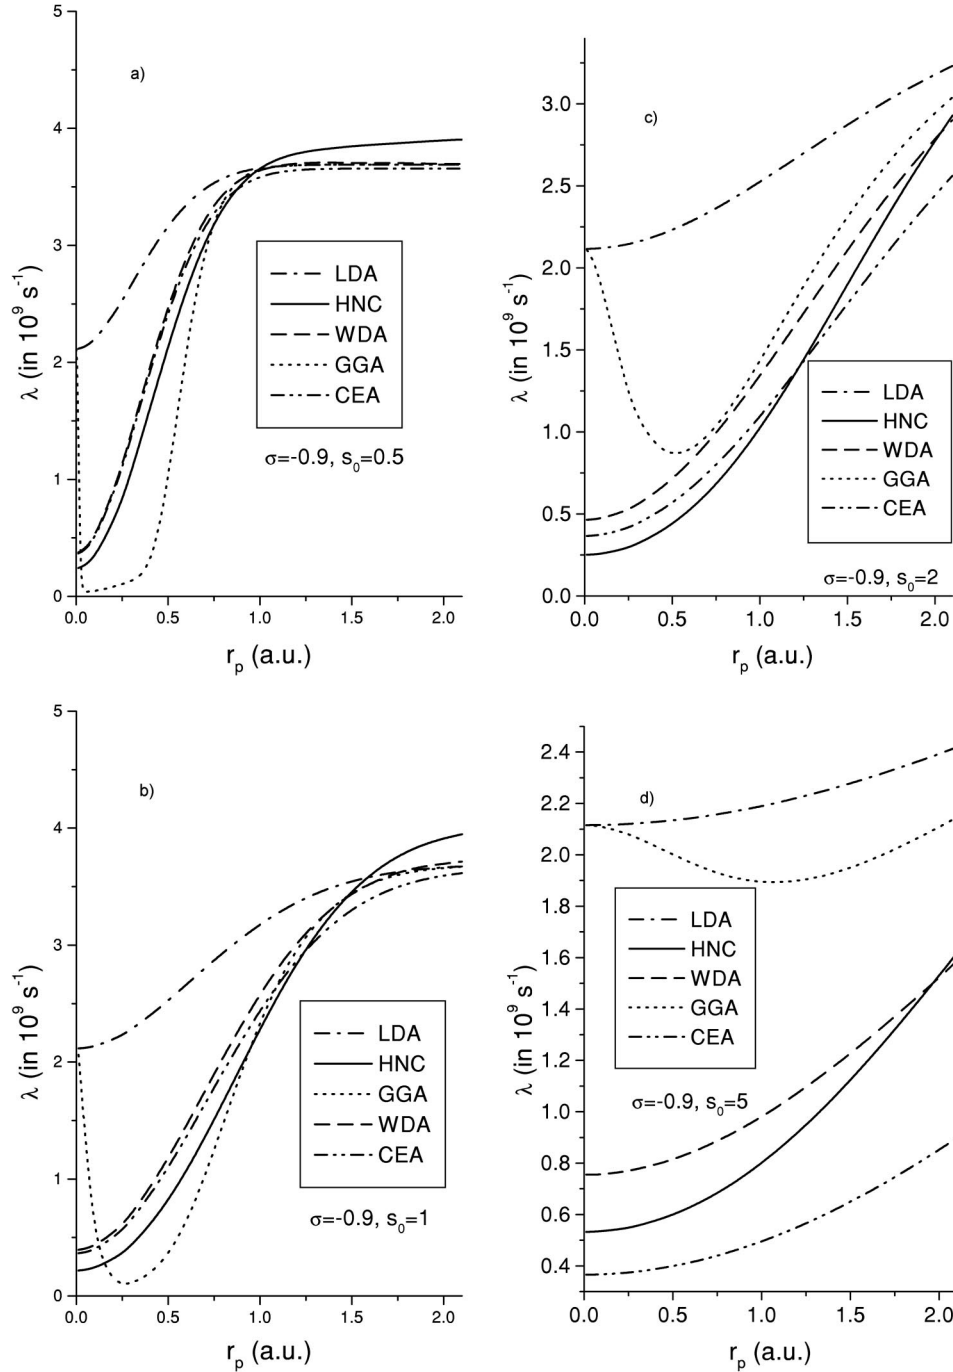 a)
5
4
3
2
1
0
λ (in 10⁹ s⁻¹)
LDA
HNC
WDA
GGA
CEA
σ=-0.9, s₀=0.5
0.0 0.5 1.0 1.5 2.0
rₚ (a.u.)
c)
3.0
2.5
2.0
1.5
1.0
0.5
0.0
λ (in 10⁹ s⁻¹)
LDA
HNC
WDA
GGA
CEA
σ=-0.9, s₀=2
0.0 0.5 1.0 1.5 2.0
rₚ (a.u.)
b)
5
4
3
2
1
0
λ (in 10⁹ s⁻¹)
LDA
HNC
GGA
WDA
CEA
σ=-0.9, s₀=1
0.0 0.5 1.0 1.5 2.0
rₚ (a.u.)
d)
2.4
2.2
2.0
1.8
1.6
1.4
1.2
1.0
0.8
0.6
0.4
λ (in 10⁹ s⁻¹)
LDA
HNC
WDA
GGA
CEA
σ=-0.9, s₀=5
0.0 0.5 1.0 1.5 2.0
rₚ (a.u.)